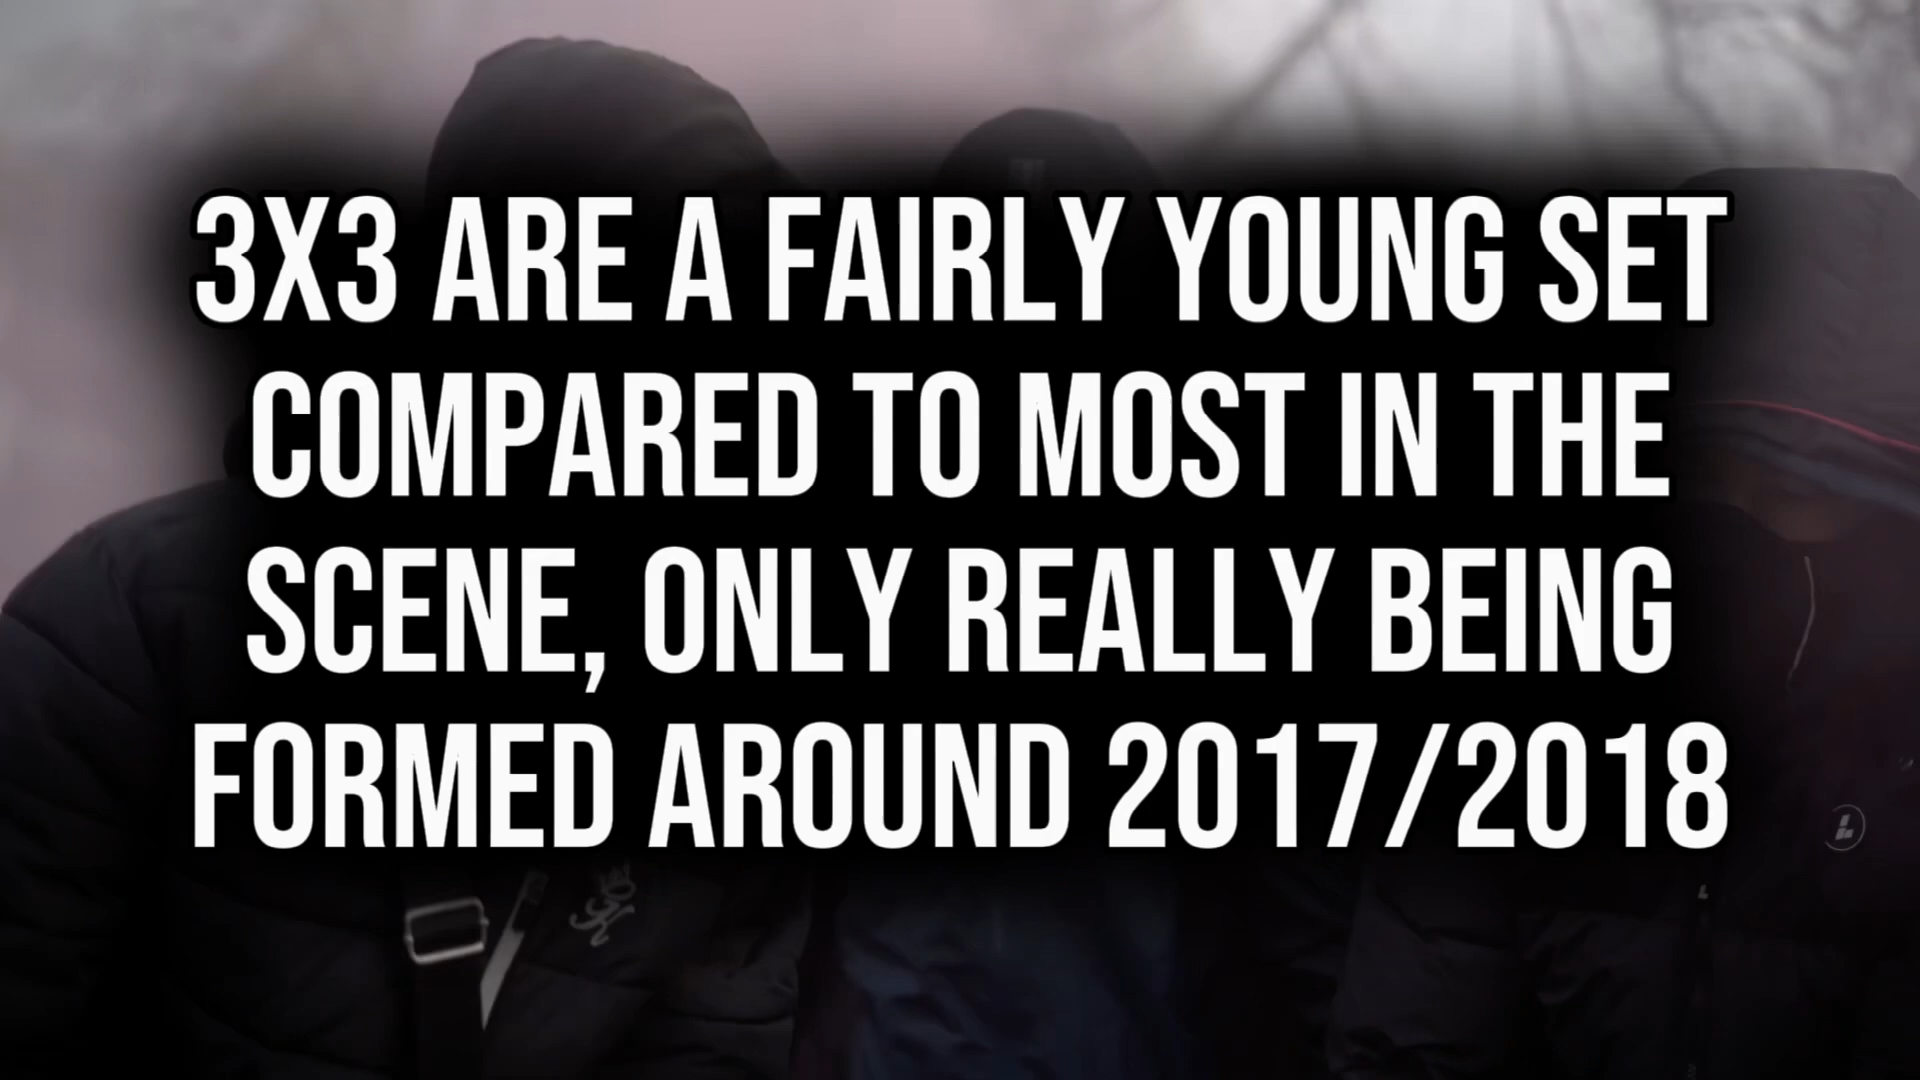 3X3 ARE A FAIRLY YOUNG SET
COMPARED TO MOST IN THE
SCENE, ONLY REALLY BEING
FORMED AROUND 2017/2018